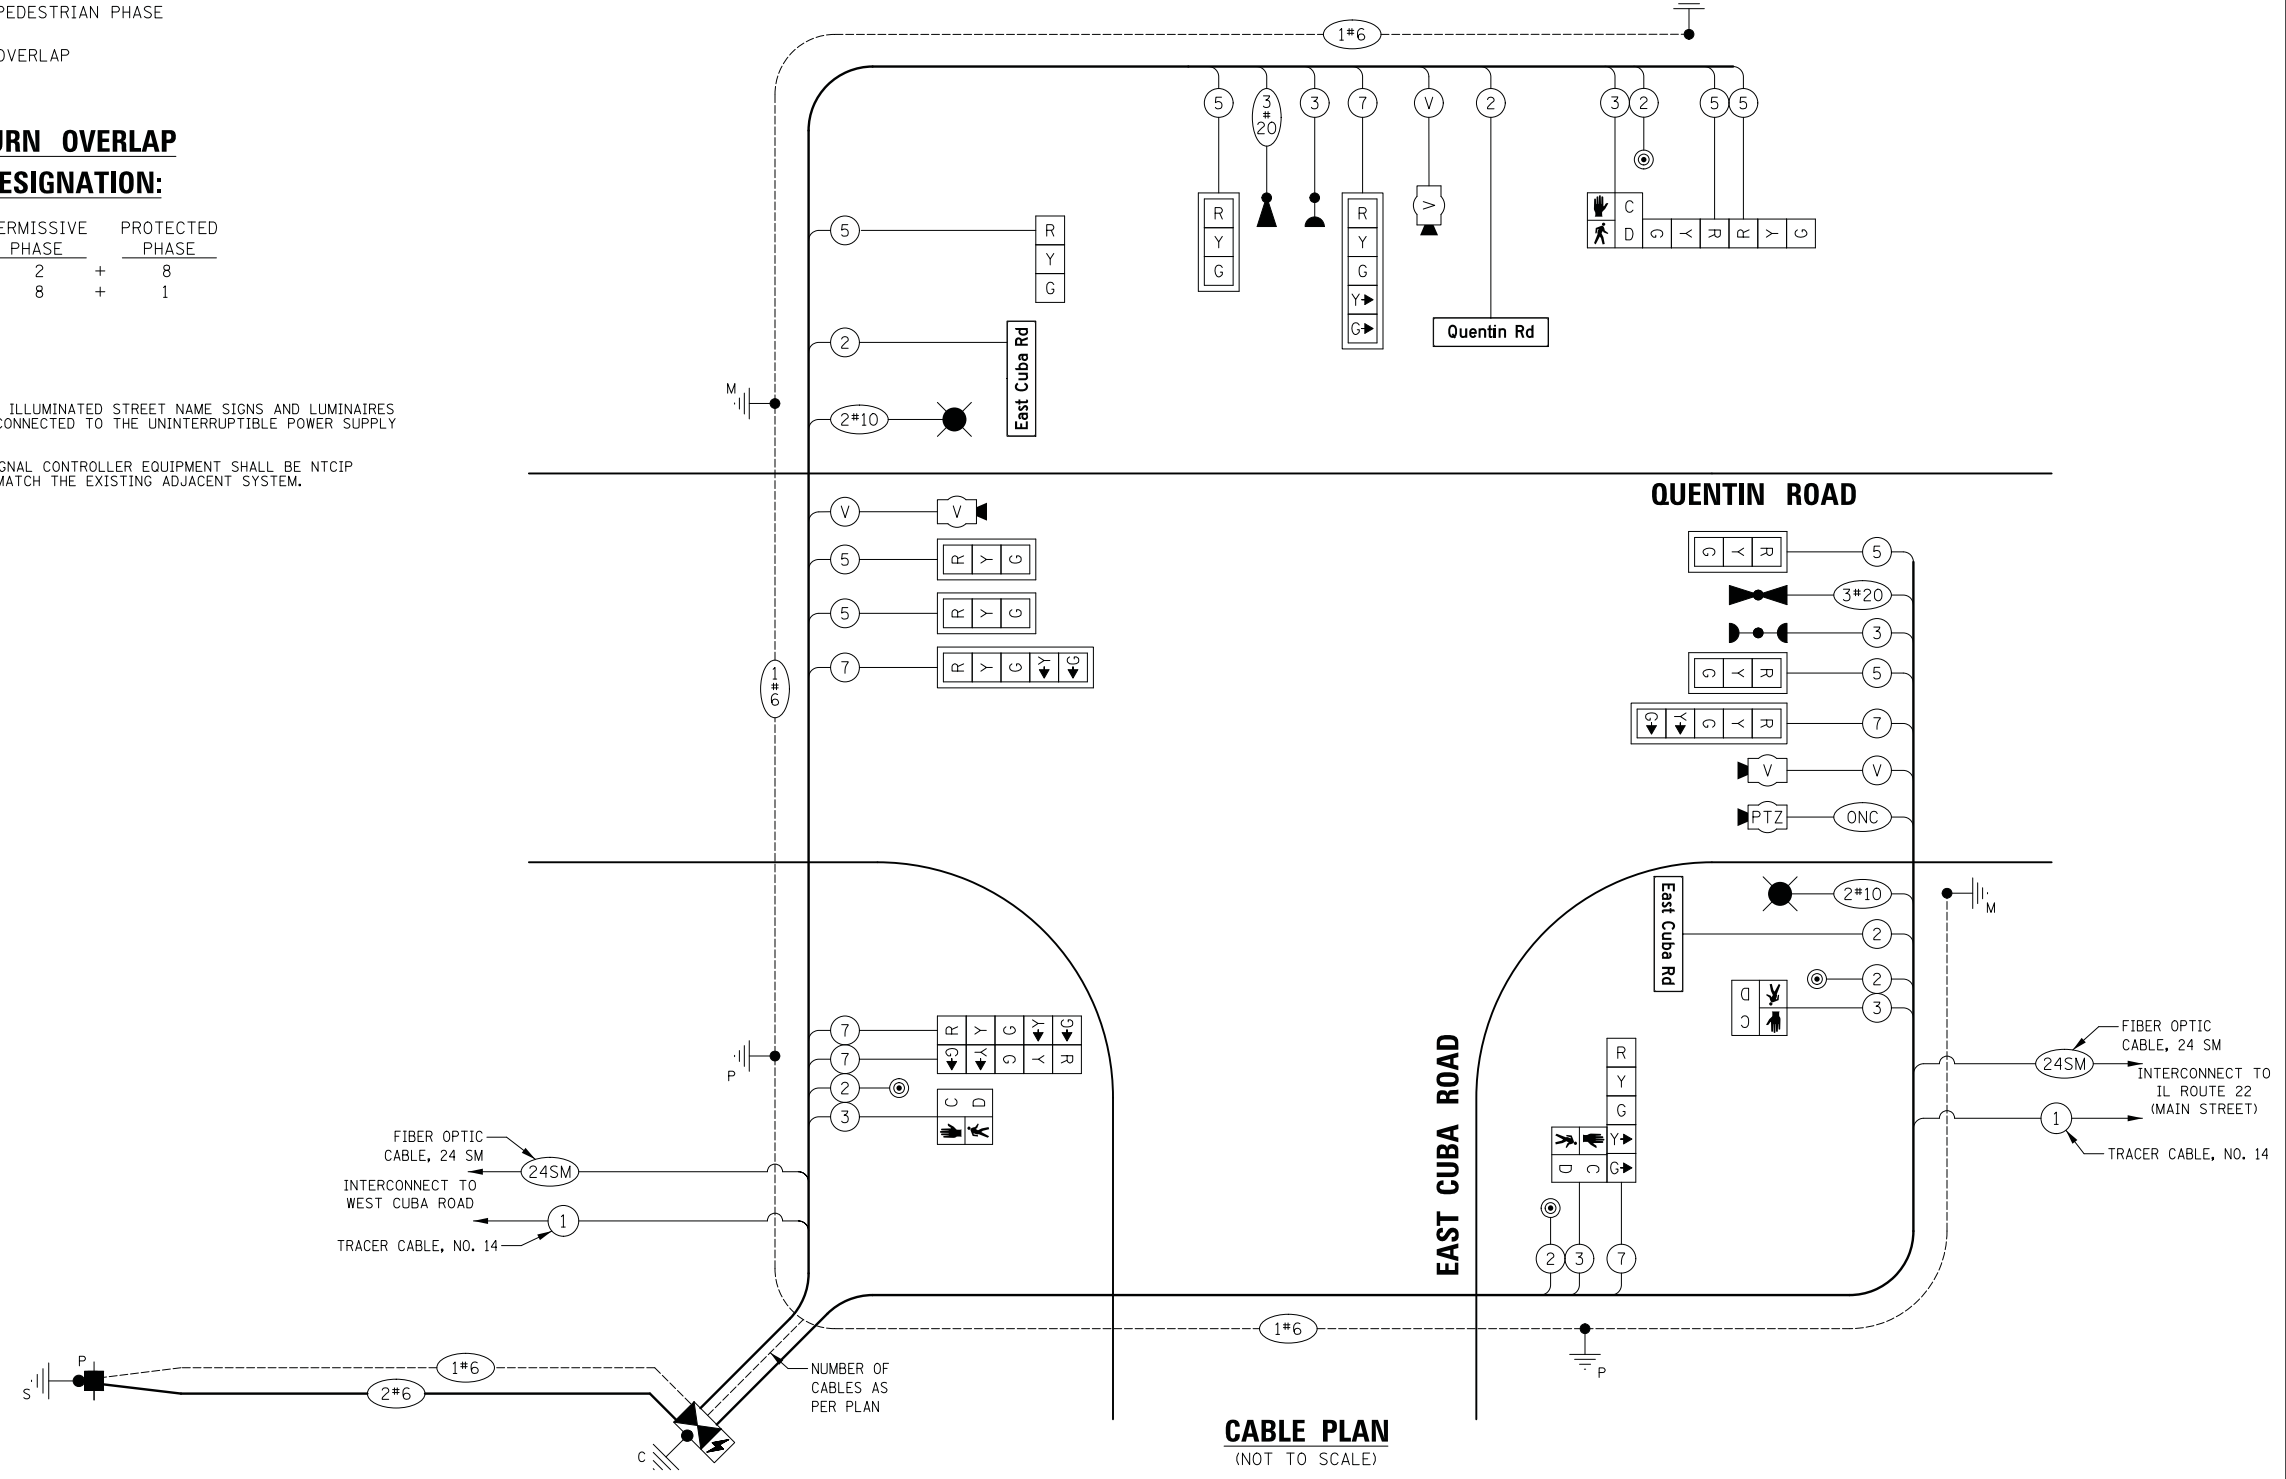 PEDESTRIAN PHASE
OVERLAP
URN OVERLAP
ESIGNATION:
ERMISSIVE PROTECTED
PHASE PHASE
2 + 8
8 + 1
ILLUMINATED STREET NAME SIGNS AND LUMINAIRES
CONNECTED TO THE UNINTERRUPTIBLE POWER SUPPLY
GNAL CONTROLLER EQUIPMENT SHALL BE NTCIP
MATCH THE EXISTING ADJACENT SYSTEM.
1#6
5 3#20 3 7 V 2 3 2 5 5
R Y G
R Y G Y G
V
Quentin Rd
C D G Y R R Y G
5 R Y G
2 East Cuba Rd
M
2#10
QUENTIN ROAD
V V
5 R Y G
5 R Y G
7 R Y G Y G
1#6
G Y R 5
3#20
3
G Y R 5
G Y G Y R 7
V V
PTZ ONC
2#10
M
East Cuba Rd 2
2
D C 3
7 R Y G Y G
7 G Y G Y R
2
3 C D
P
FIBER OPTIC
CABLE, 24 SM
24SM
INTERCONNECT TO
WEST CUBA ROAD
1
TRACER CABLE, NO. 14
EAST CUBA ROAD
R
Y
G
Y
D C G
2 3 7
FIBER OPTIC
CABLE, 24 SM
24SM
INTERCONNECT TO
IL ROUTE 22
(MAIN STREET)
1
TRACER CABLE, NO. 14
1#6
P
P
S
1#6
2#6
NUMBER OF
CABLES AS
PER PLAN
C
CABLE PLAN
(NOT TO SCALE)